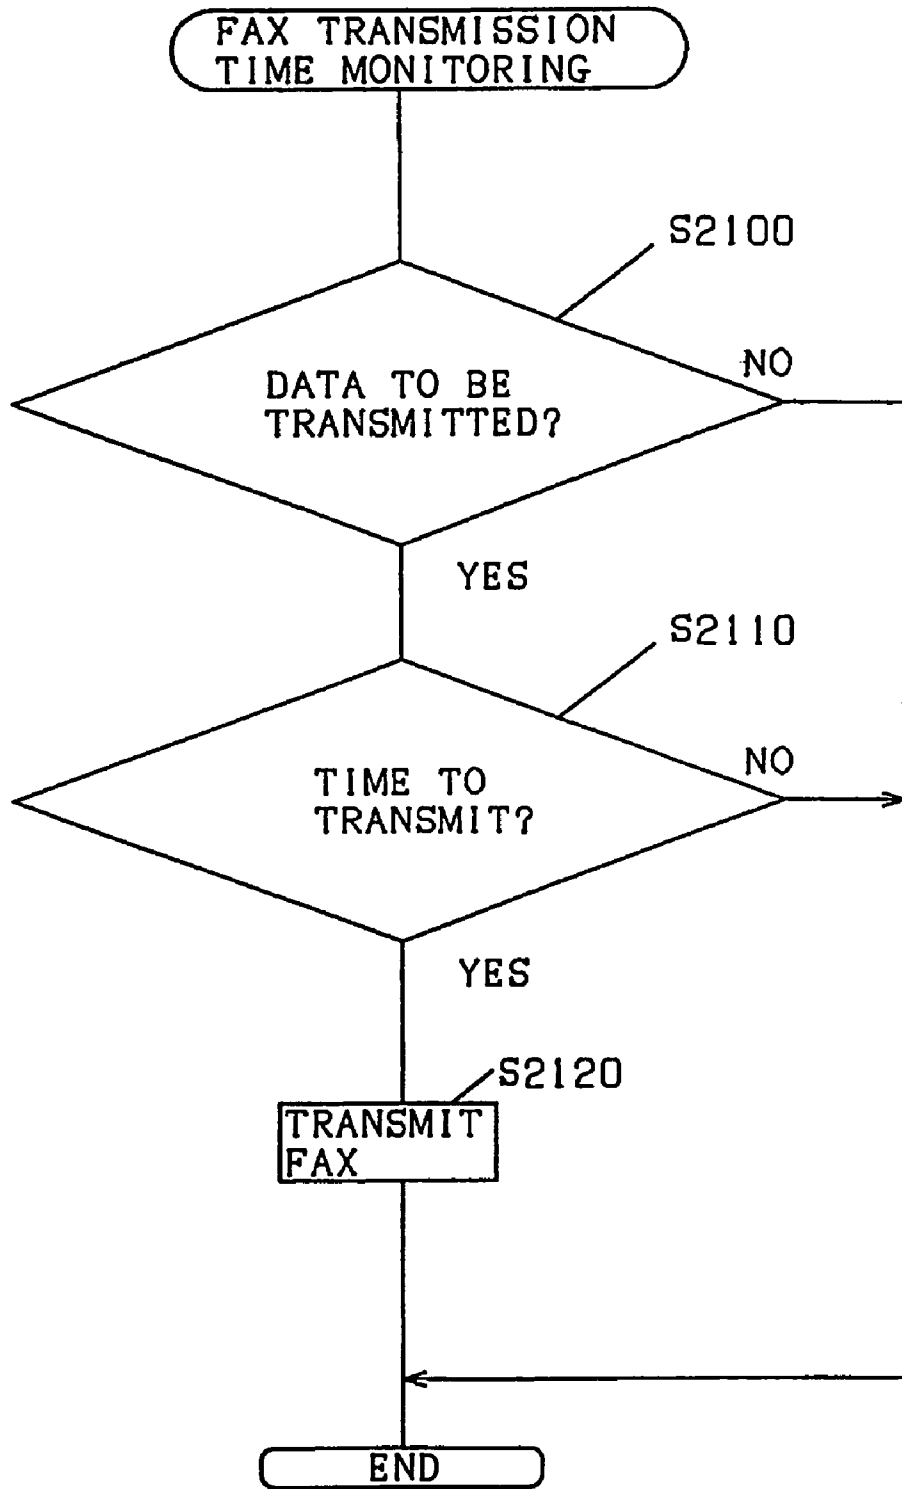 FAX TRANSMISSION
TIME MONITORING
S2100
NO
DATA TO BE
TRANSMITTED?
YES
S2110
NO
TIME TO
TRANSMIT?
YES
S2120
TRANSMIT
FAX
END